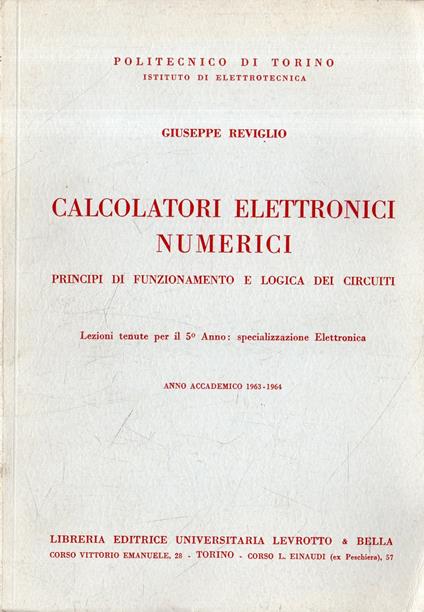 POLITECNICO DI TORINO
ISTITUTO DI ELETTROTECNICA
GIUSEPPE REVIGLIO
CALCOLATORI ELETTRONICI
NUMERICI
PRINCIPI DI FUNZIONAMENTO E LOGICA DEI CIRCUITI
Lezioni tenute per il 5º Anno: specializzazione Elettronica
ANNO ACCADEMICO 1963-1964
LIBRERIA EDITRICE UNIVERSITARIA LEVROTTO & BELLA
CORSO VITTORIO EMANUELE, 28 - TORINO - CORSO L. EINAUDI (ex Peschiera), 57